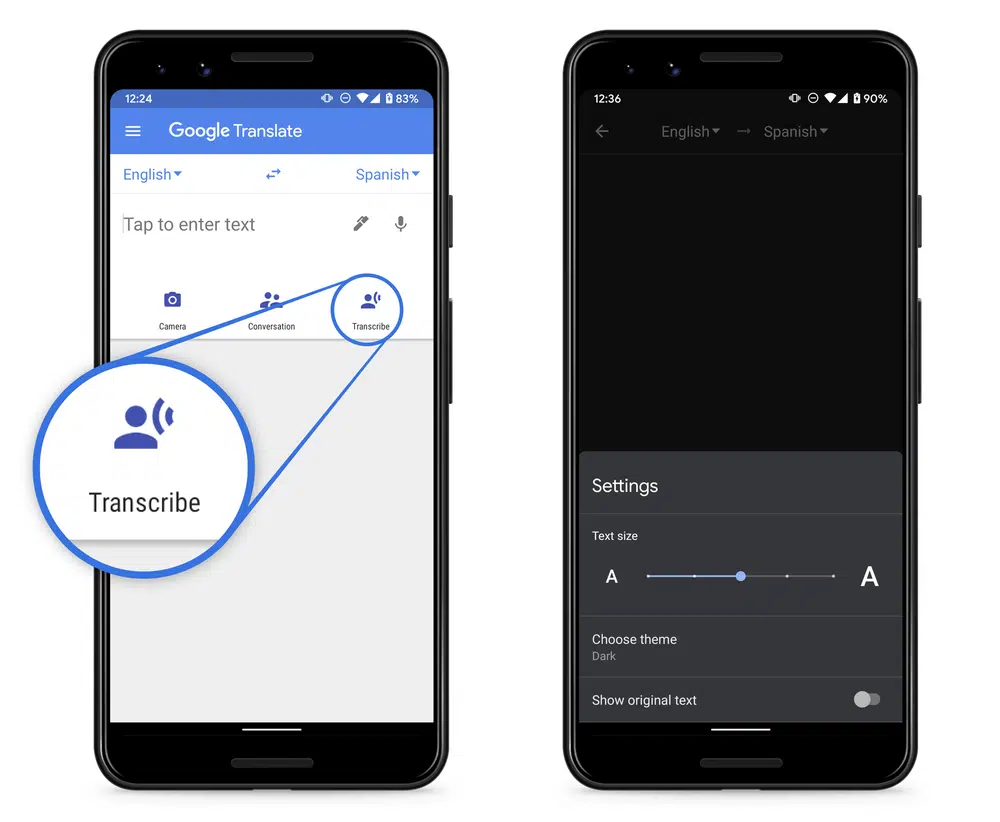 12:24
83%
Google Translate
English
Spanish
Tap to enter text
Camera
Conversation
Transcribe
Transcribe
12:36
90%
English
Spanish
Settings
Text size
A
A
Choose theme
Dark
Show original text